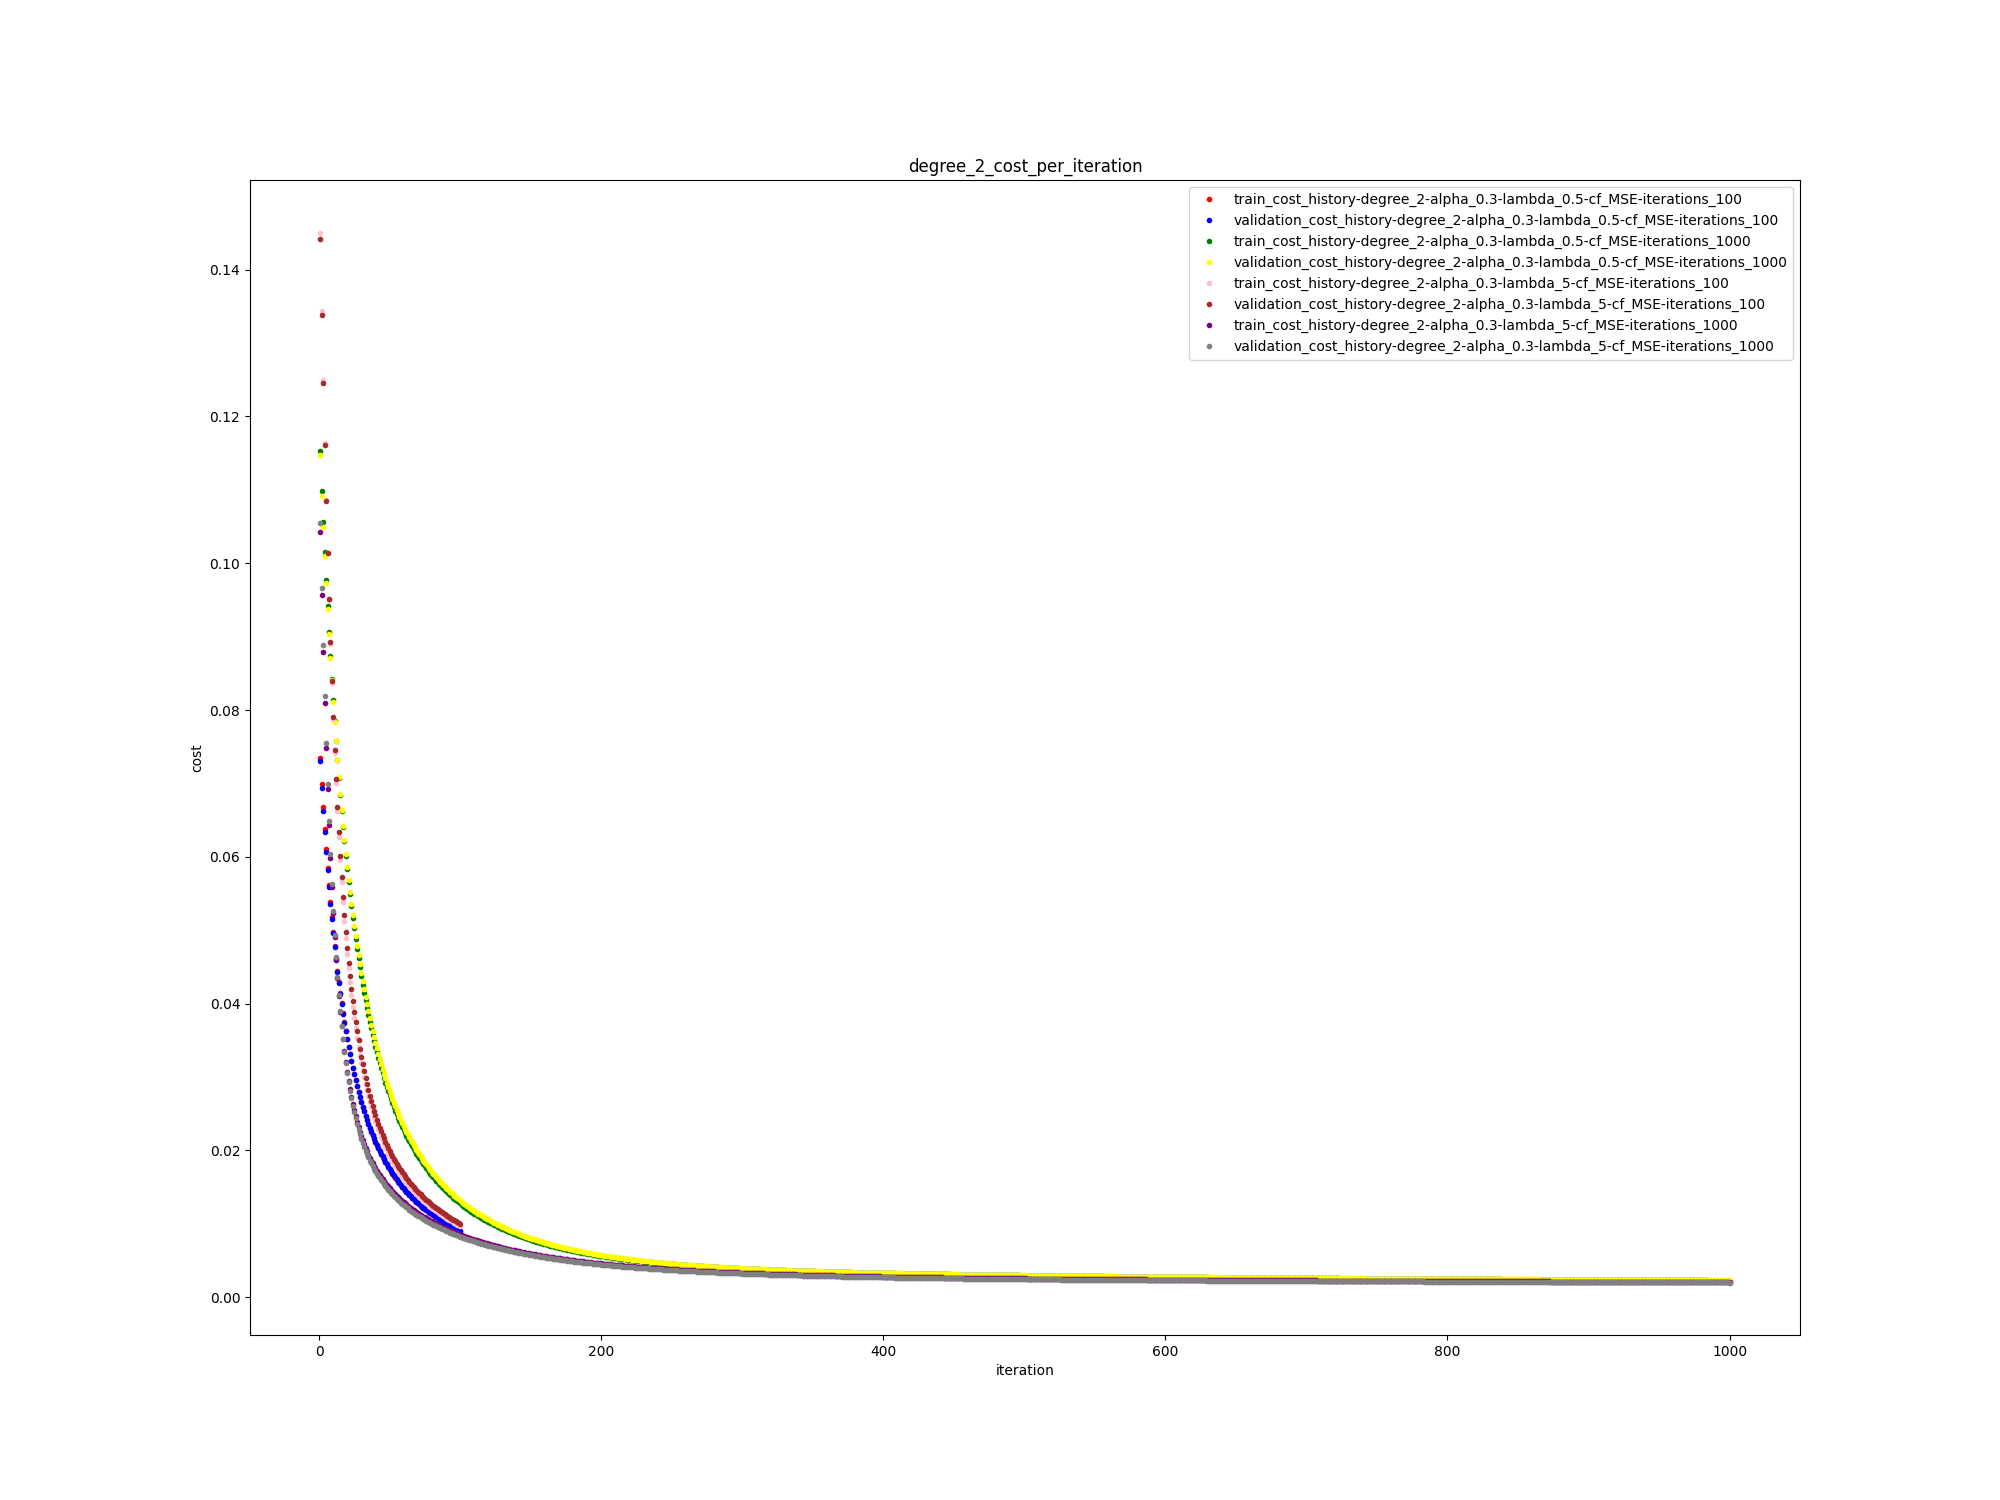 degree_2_cost_per_iteration
train_cost_history-degree_2-alpha_0.3-lambda_0.5-cf_MSE-iterations_100
validation_cost_history-degree_2-alpha_0.3-lambda_0.5-cf_MSE-iterations_100
train_cost_history-degree_2-alpha_0.3-lambda_0.5-cf_MSE-iterations_1000
validation_cost_history-degree_2-alpha_0.3-lambda_0.5-cf_MSE-iterations_1000
train_cost_history-degree_2-alpha_0.3-lambda_5-cf_MSE-iterations_100
validation_cost_history-degree_2-alpha_0.3-lambda_5-cf_MSE-iterations_100
train_cost_history-degree_2-alpha_0.3-lambda_5-cf_MSE-iterations_1000
validation_cost_history-degree_2-alpha_0.3-lambda_5-cf_MSE-iterations_1000
0.14
0.12
0.10
0.08
0.06
0.04
0.02
0.00
cost
0 200 400 600 800 1000
iteration